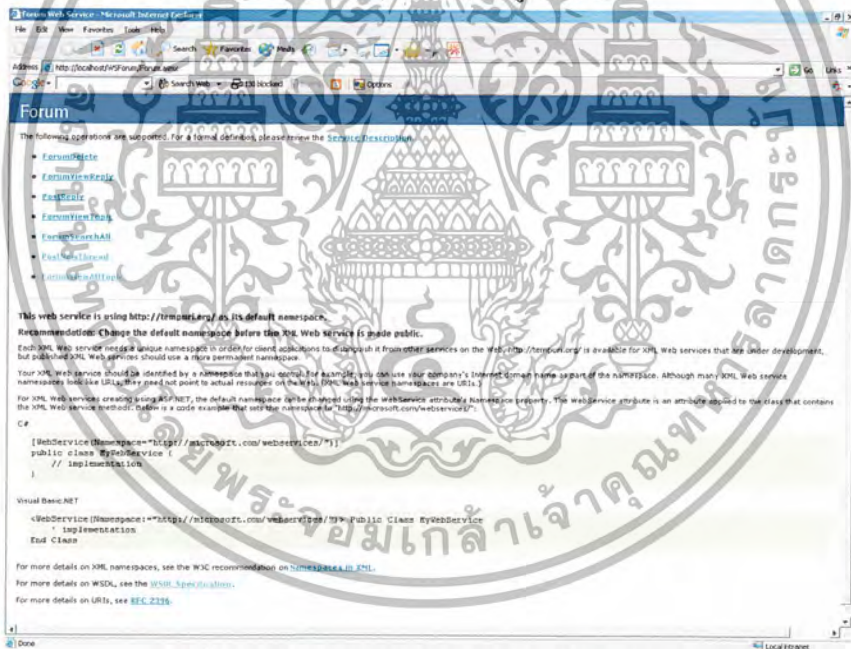 Forum Web Service - Microsoft Internet Explorer
File Edit View Favorites Tools Help
Search Favorites Media
Address http://localhost/WSForum/Forum.asmx Go Links
Google Search Web 130 blocked Options
Forum
The following operations are supported. For a formal definition, please review the Service Description.
ForumDelete
ForumViewReply
PostReply
ForumViewTopic
ForumSearchAll
PostNewThread
ForumViewAllTopic
This web service is using http://tempuri.org/ as its default namespace.
Recommendation: Change the default namespace before the XML Web service is made public.
Each XML Web service needs a unique namespace in order for client applications to distinguish it from other services on the Web. http://tempuri.org/ is available for XML Web services that are under development,
but published XML Web services should use a more permanent namespace.
Your XML Web service should be identified by a namespace that you control. For example, you can use your company's Internet domain name as part of the namespace. Although many XML Web service
namespaces look like URLs, they need not point to actual resources on the Web. (XML Web service namespaces are URIs.)
For XML Web services creating using ASP.NET, the default namespace can be changed using the WebService attribute's Namespace property. The WebService attribute is an attribute applied to the class that contains
the XML Web service methods. Below is a code example that sets the namespace to "http://microsoft.com/webservices/":
C#
[WebService(Namespace="http://microsoft.com/webservices/")]
public class MyWebService {
// implementation
}
Visual Basic.NET
<WebService(Namespace:="http://microsoft.com/webservices/")> Public Class MyWebService
' implementation
End Class
For more details on XML namespaces, see the W3C recommendation on Namespaces in XML.
For more details on WSDL, see the WSDL Specification.
For more details on URIs, see RFC 2396.
Done Local intranet